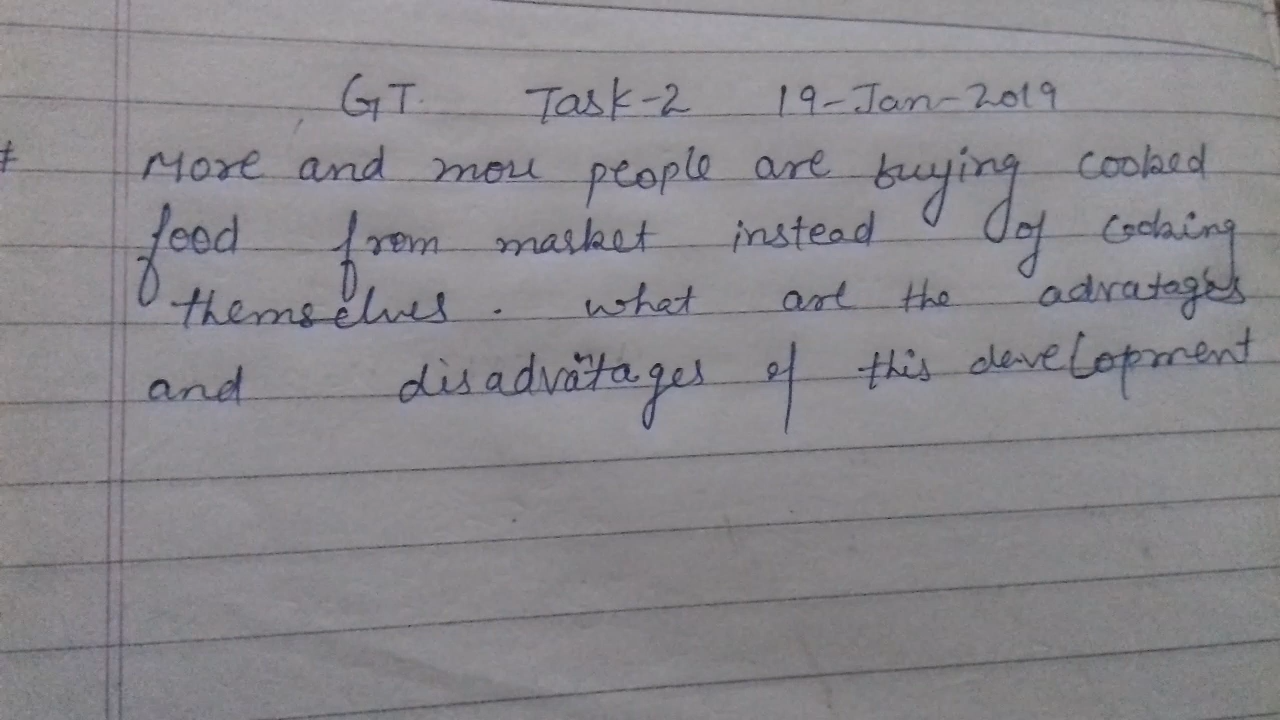 GT. Task-2 19-Jan-2019
# More and more people are buying cooked
food from market instead of cooking
themselves. what are the advatages
and disadvantages of this development